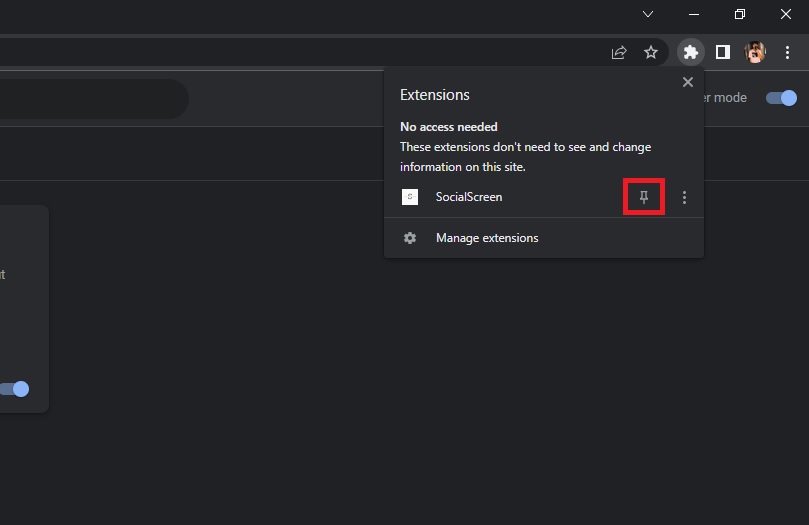 er mode
Extensions
No access needed
These extensions don't need to see and change
information on this site.
S
SocialScreen
Manage extensions
t